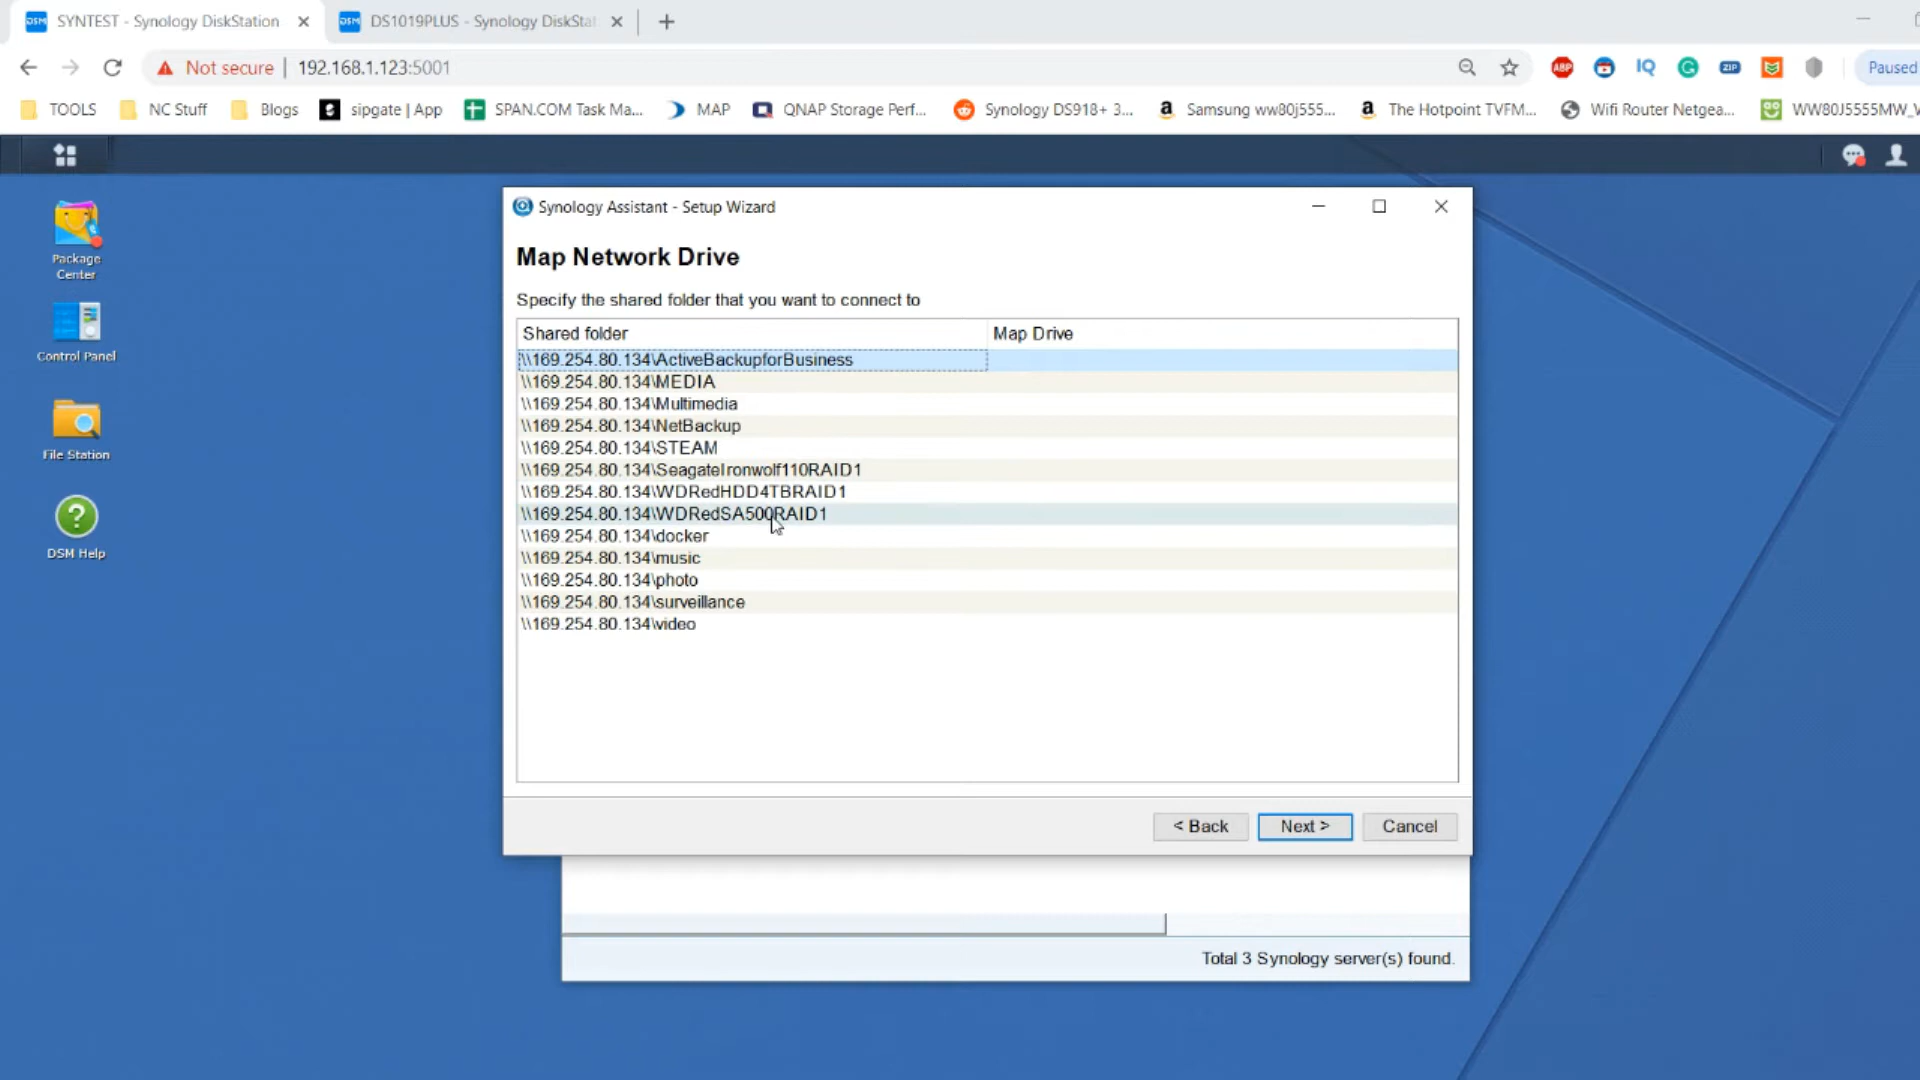 SYNTEST - Synology DiskStation
DS1019PLUS - Synology DiskStat
Not secure | 192.168.1.123:5001
ABP
IQ
ZIP
Paused
TOOLS
NC Stuff
Blogs
sipgate | App
SPAN.COM Task Ma...
MAP
QNAP Storage Perf...
Synology DS918+ 3...
Samsung ww80j555...
The Hotpoint TVFM...
Wifi Router Netgea...
WW80J5555MW_V
Package
Center
Control Panel
File Station
DSM Help
Synology Assistant - Setup Wizard
Map Network Drive
Specify the shared folder that you want to connect to
Shared folder Map Drive
\\169.254.80.134\ActiveBackupforBusiness
\\169.254.80.134\MEDIA
\\169.254.80.134\Multimedia
\\169.254.80.134\NetBackup
\\169.254.80.134\STEAM
\\169.254.80.134\SeagateIronwolf110RAID1
\\169.254.80.134\WDRedHDD4TBRAID1
\\169.254.80.134\WDRedSA500RAID1
\\169.254.80.134\docker
\\169.254.80.134\music
\\169.254.80.134\photo
\\169.254.80.134\surveillance
\\169.254.80.134\video
< Back
Next >
Cancel
Total 3 Synology server(s) found.